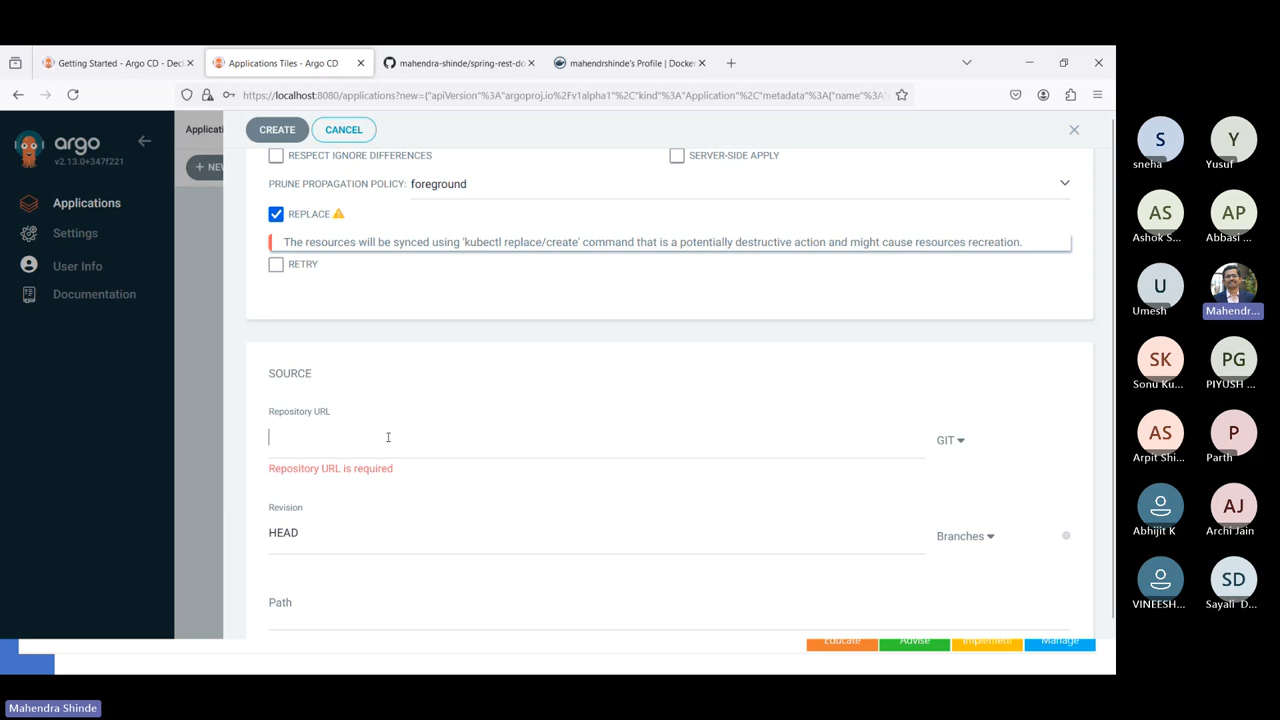 Getting Started - Argo CD - Decl
Applications Tiles - Argo CD
mahendra-shinde/spring-rest-do
mahendrshinde's Profile | Docker
https://localhost:8080/applications?new={"apiVersion"%3A"argoproj.io%2Fv1alpha1"%2C"kind"%3A"Application"%2C"metadata"%3A{"name"%3A
argo
v2.13.0+347f221
Applications
Settings
User Info
Documentation
Applicati
+ NEW
CREATE
CANCEL
RESPECT IGNORE DIFFERENCES
SERVER-SIDE APPLY
PRUNE PROPAGATION POLICY: foreground
REPLACE
The resources will be synced using 'kubectl replace/create' command that is a potentially destructive action and might cause resources recreation.
RETRY
SOURCE
Repository URL
GIT
Repository URL is required
Revision
HEAD
Branches
Path
Educate
Advise
Implement
Manage
S
sneha
Y
Yusuf
AS
Ashok S...
AP
Abbasi ...
U
Umesh
Mahendr...
SK
Sonu Ku...
PG
PIYUSH ...
AS
Arpit Shi...
P
Parth
Abhijit K
AJ
Archi Jain
VINEESH...
SD
Sayali D...
Mahendra Shinde